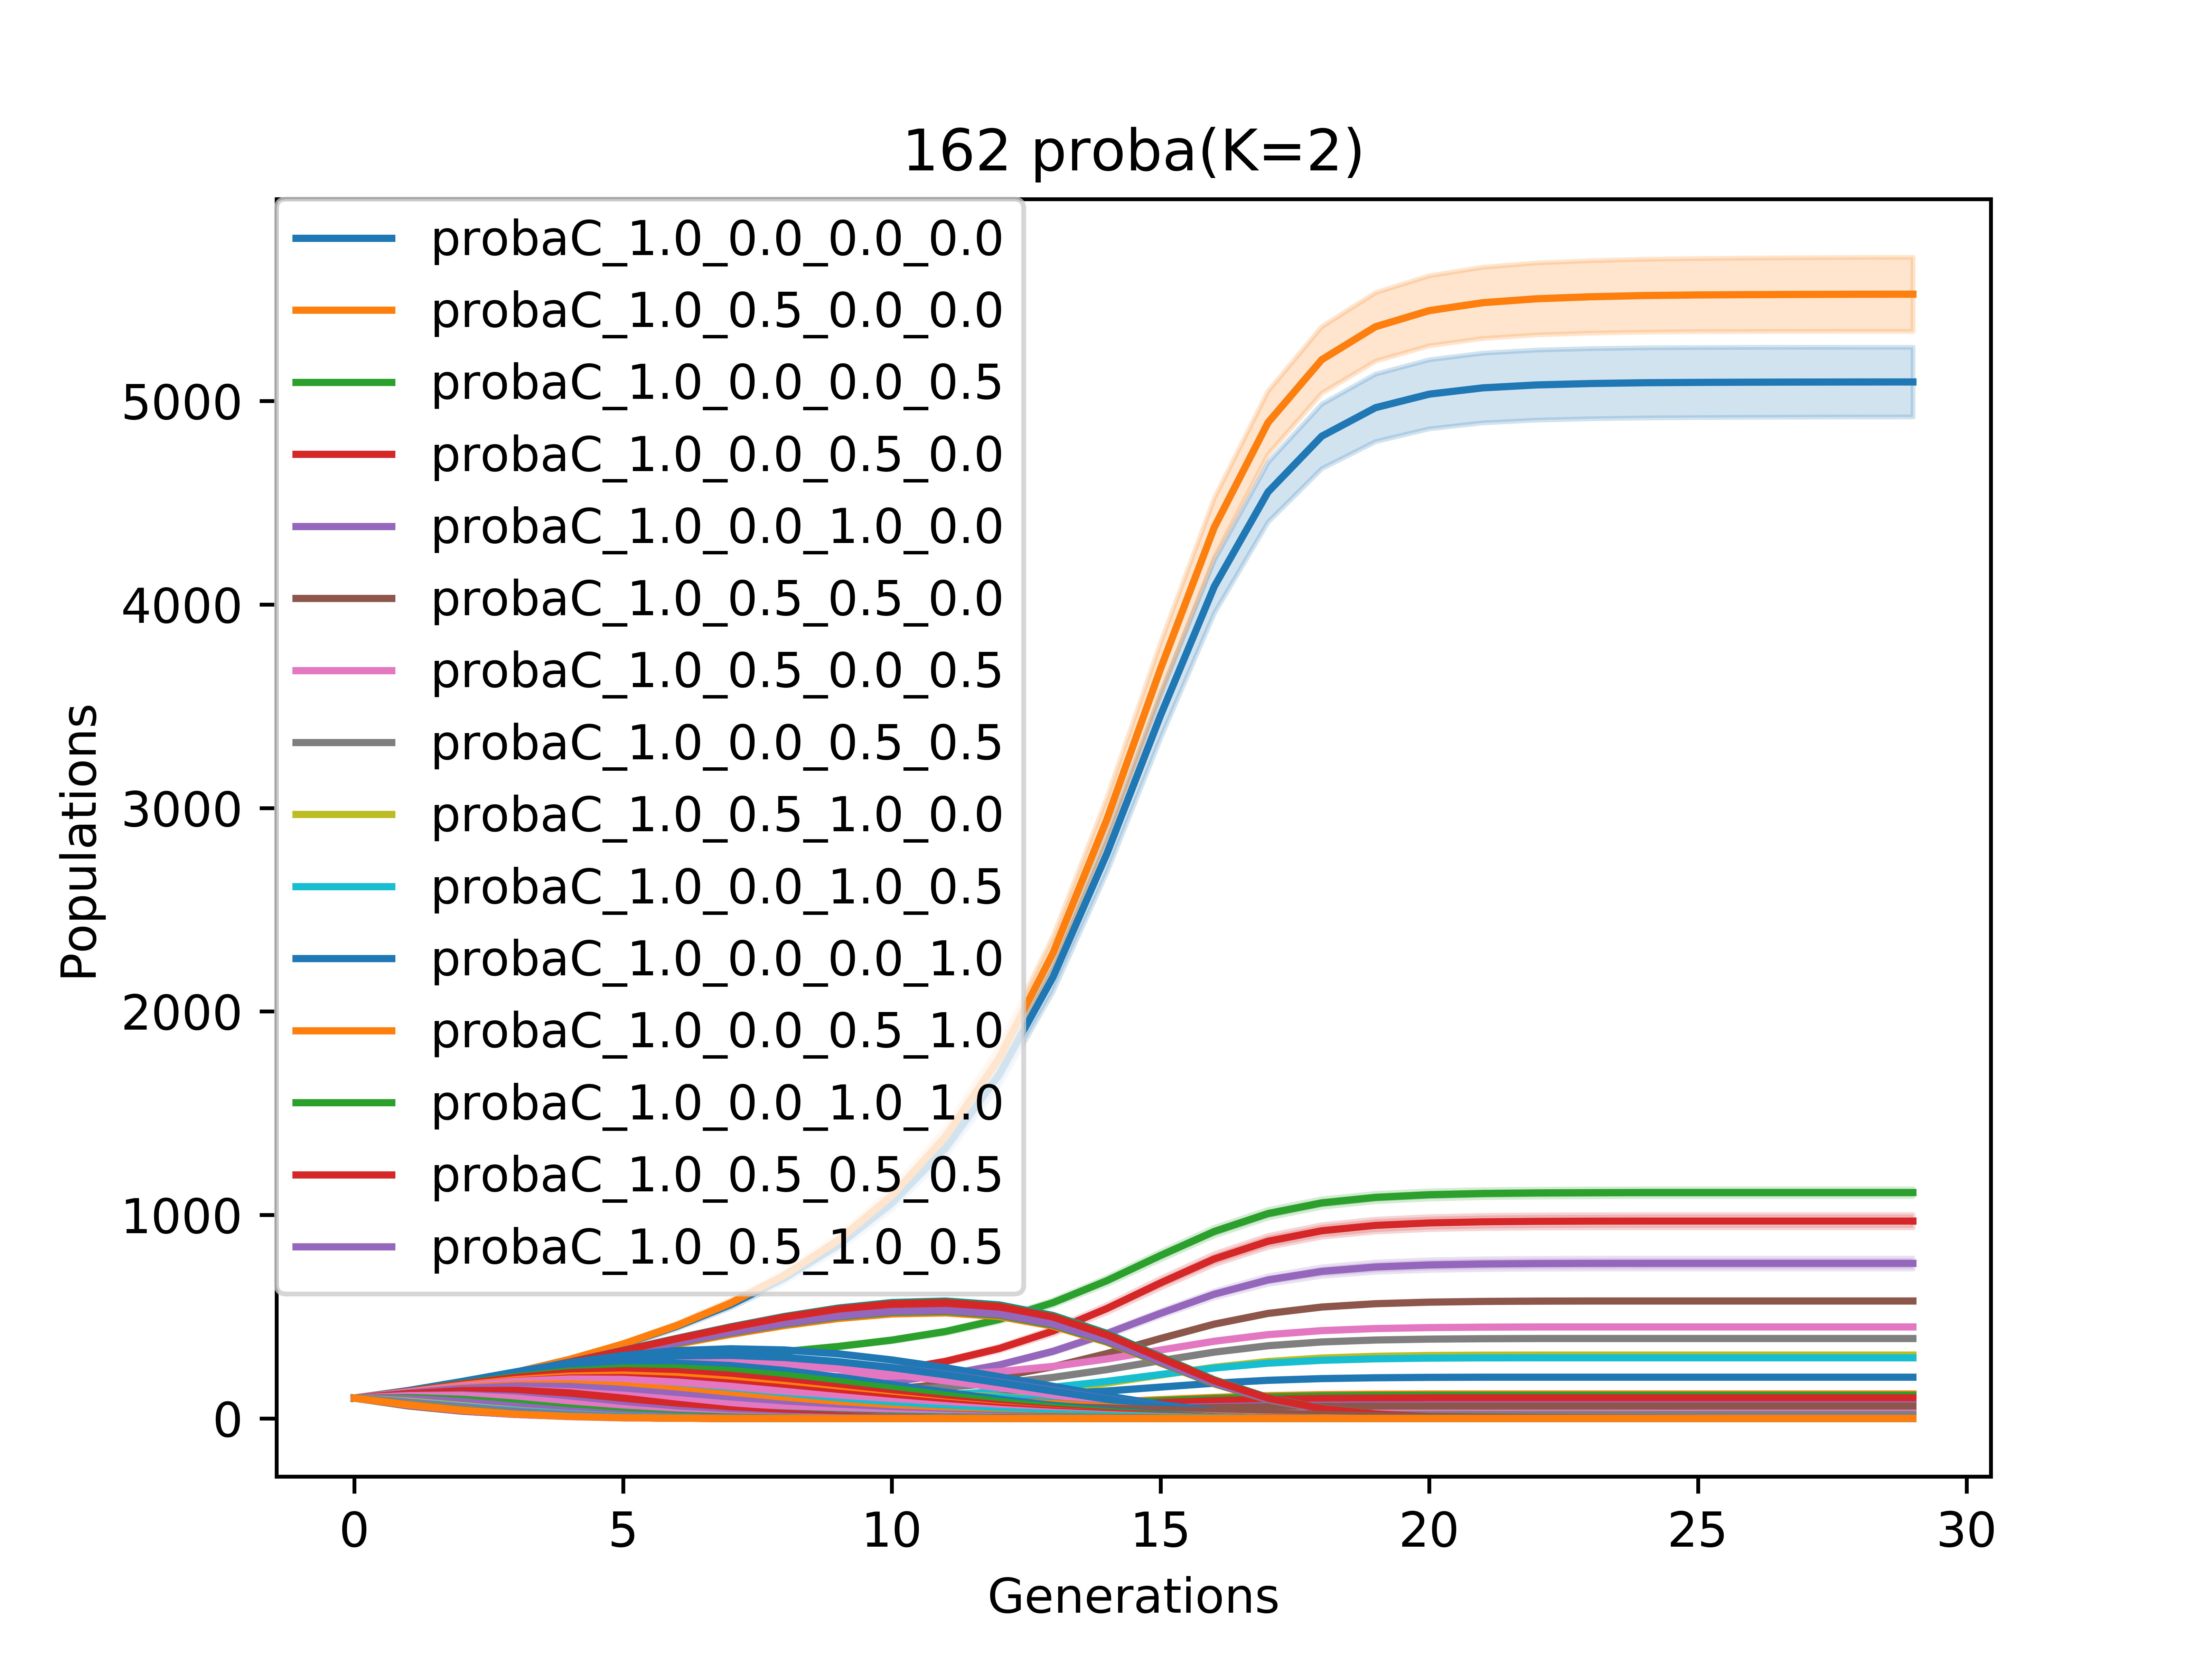 162 proba(K=2)
probaC_1.0_0.0_0.0_0.0
probaC_1.0_0.5_0.0_0.0
probaC_1.0_0.0_0.0_0.5
probaC_1.0_0.0_0.5_0.0
probaC_1.0_0.0_1.0_0.0
probaC_1.0_0.5_0.5_0.0
probaC_1.0_0.5_0.0_0.5
probaC_1.0_0.0_0.5_0.5
probaC_1.0_0.5_1.0_0.0
probaC_1.0_0.0_1.0_0.5
probaC_1.0_0.0_0.0_1.0
probaC_1.0_0.0_0.5_1.0
probaC_1.0_0.0_1.0_1.0
probaC_1.0_0.5_0.5_0.5
probaC_1.0_0.5_1.0_0.5
Populations
5000
4000
3000
2000
1000
0
0 5 10 15 20 25 30
Generations